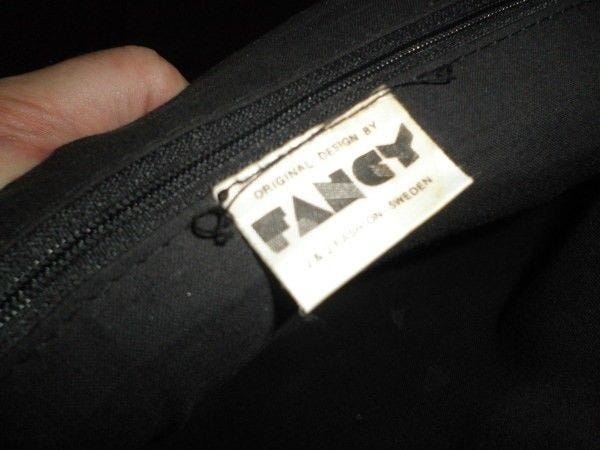 ORIGINAL DESIGN BY
FANCY
J & J FASHION, SWEDEN